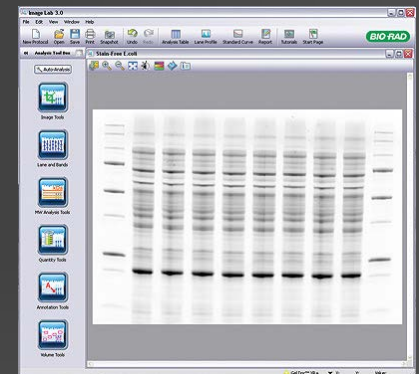 Image Lab 3.0
File Edit View Window Help
New Protocol Open Save Print Snapshot Undo Redo Analysis Table Lane Profile Standard Curve Report Tutorials Start Page
BIO-RAD
Analysis Tool Box
Stain-Free E.coli
Auto Analysis
Image Tools
Lane and Bands
MW Analysis Tools
Quantity Tools
Annotation Tools
Volume Tools